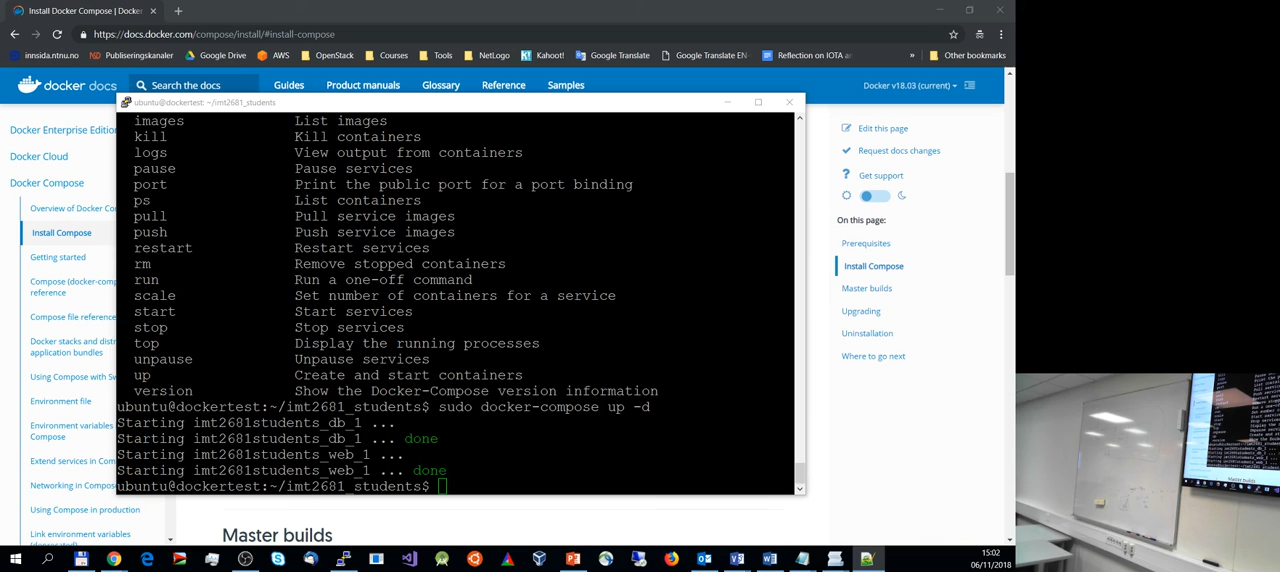 Install Docker Compose | Docker
https://docs.docker.com/compose/install/#install-compose
innsida.ntnu.no
Publiseringskanaler
Google Drive
AWS
OpenStack
Courses
Tools
NetLogo
Kahoot!
Google Translate
Google Translate EN-
Reflection on IOTA ar
»
Other bookmarks
docker docs
Search the docs
Guides
Product manuals
Glossary
Reference
Samples
Docker v18.03 (current)
Docker Enterprise Edition
Docker Cloud
Docker Compose
Overview of Docker Co
Install Compose
Getting started
Compose (docker-comp
reference
Compose file reference
Docker stacks and distr
application bundles
Using Compose with Sw
Environment file
Environment variables
Compose
Extend services in Com
Networking in Compose
Using Compose in production
Link environment variables
(deprecated)
ubuntu@dockertest: ~/imt2681_students
images List images
kill Kill containers
logs View output from containers
pause Pause services
port Print the public port for a port binding
ps List containers
pull Pull service images
push Push service images
restart Restart services
rm Remove stopped containers
run Run a one-off command
scale Set number of containers for a service
start Start services
stop Stop services
top Display the running processes
unpause Unpause services
up Create and start containers
version Show the Docker-Compose version information
ubuntu@dockertest:~/imt2681_students$ sudo docker-compose up -d
Starting imt2681students_db_1 ...
Starting imt2681students_db_1 ... done
Starting imt2681students_web_1 ...
Starting imt2681students_web_1 ... done
ubuntu@dockertest:~/imt2681_students$
Master builds
Edit this page
Request docs changes
Get support
On this page:
Prerequisites
Install Compose
Master builds
Upgrading
Uninstallation
Where to go next
15:02
06/11/2018